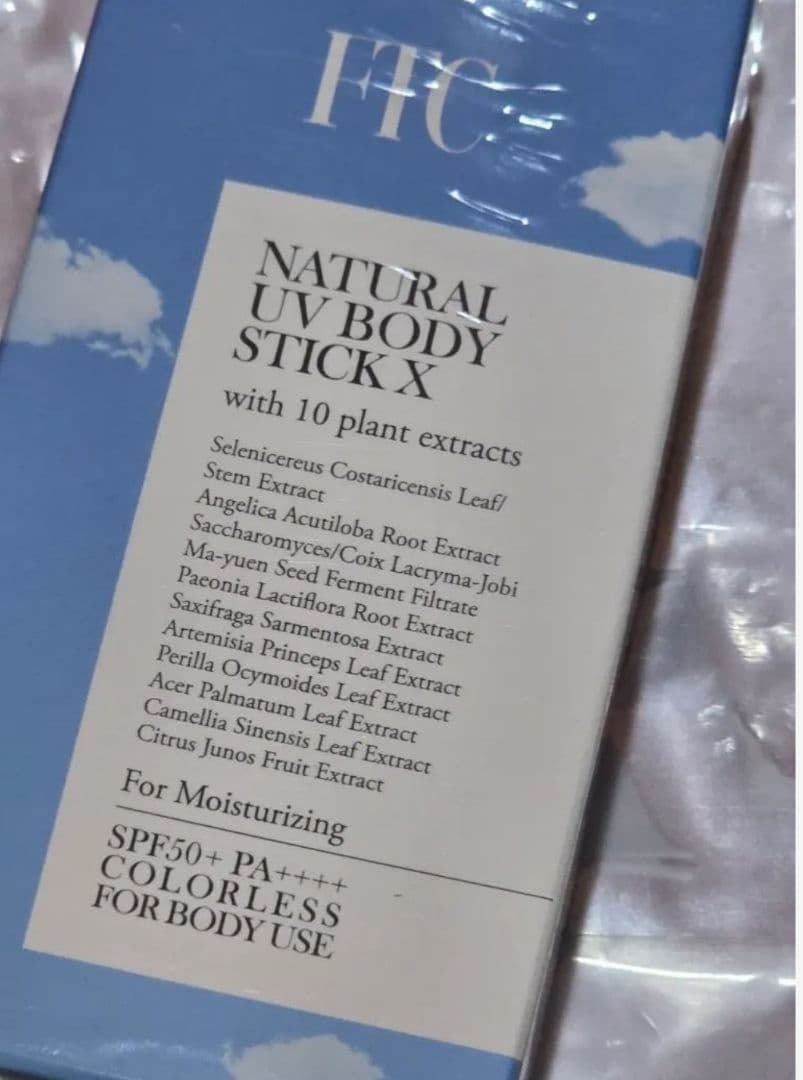 FTC
NATURAL
UV BODY
STICK X
with 10 plant extracts
Selenicereus Costaricensis Leaf/
Stem Extract
Angelica Acutiloba Root Extract
Saccharomyces/Coix Lacryma-Jobi
Ma-yuen Seed Ferment Filtrate
Paeonia Lactiflora Root Extract
Saxifraga Sarmentosa Extract
Artemisia Princeps Leaf Extract
Perilla Ocymoides Leaf Extract
Acer Palmatum Leaf Extract
Camellia Sinensis Leaf Extract
Citrus Junos Fruit Extract
For Moisturizing
SPF50+ PA++++
COLORLESS
FOR BODY USE